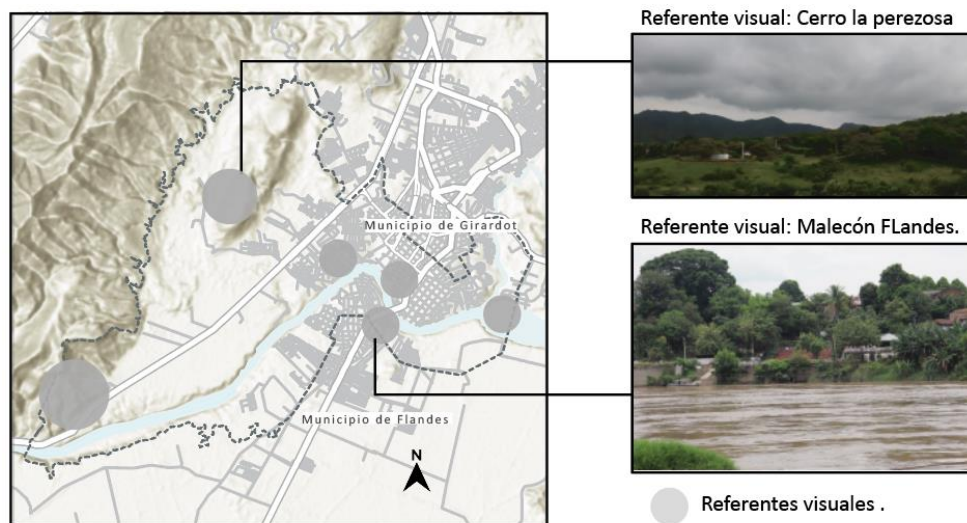 Referente visual: Cerro la perezosa
Municipio de Girardot
Referente visual: Malecón FLandes.
Municipio de Flandes
N
Referentes visuales .